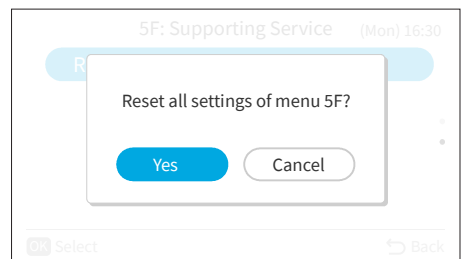 5F: Supporting Service (Mon) 16:30
R
Reset all settings of menu 5F?
Yes Cancel
OK Select Back